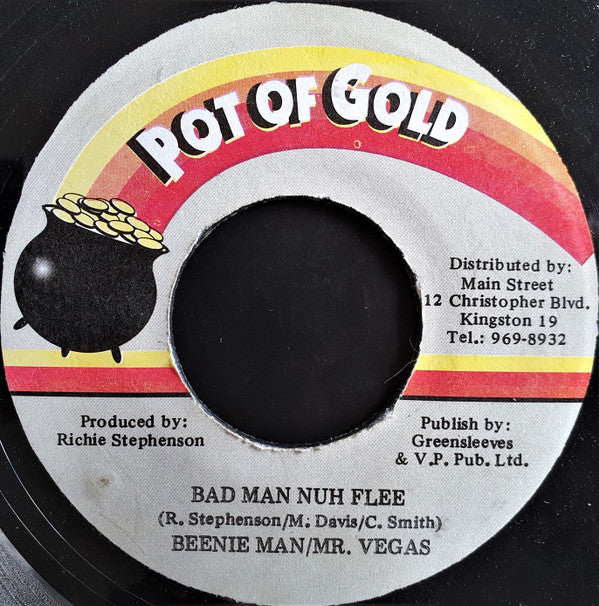 POT OF GOLD
Distributed by:
Main Street
12 Christopher Blvd.
Kingston 19
Tel.: 969-8932
Produced by:
Richie Stephenson
Publish by:
Greensleeves
& V.P. Pub. Ltd.
BAD MAN NUH FLEE
(R. Stephenson/M. Davis/C. Smith)
BEENIE MAN/MR. VEGAS